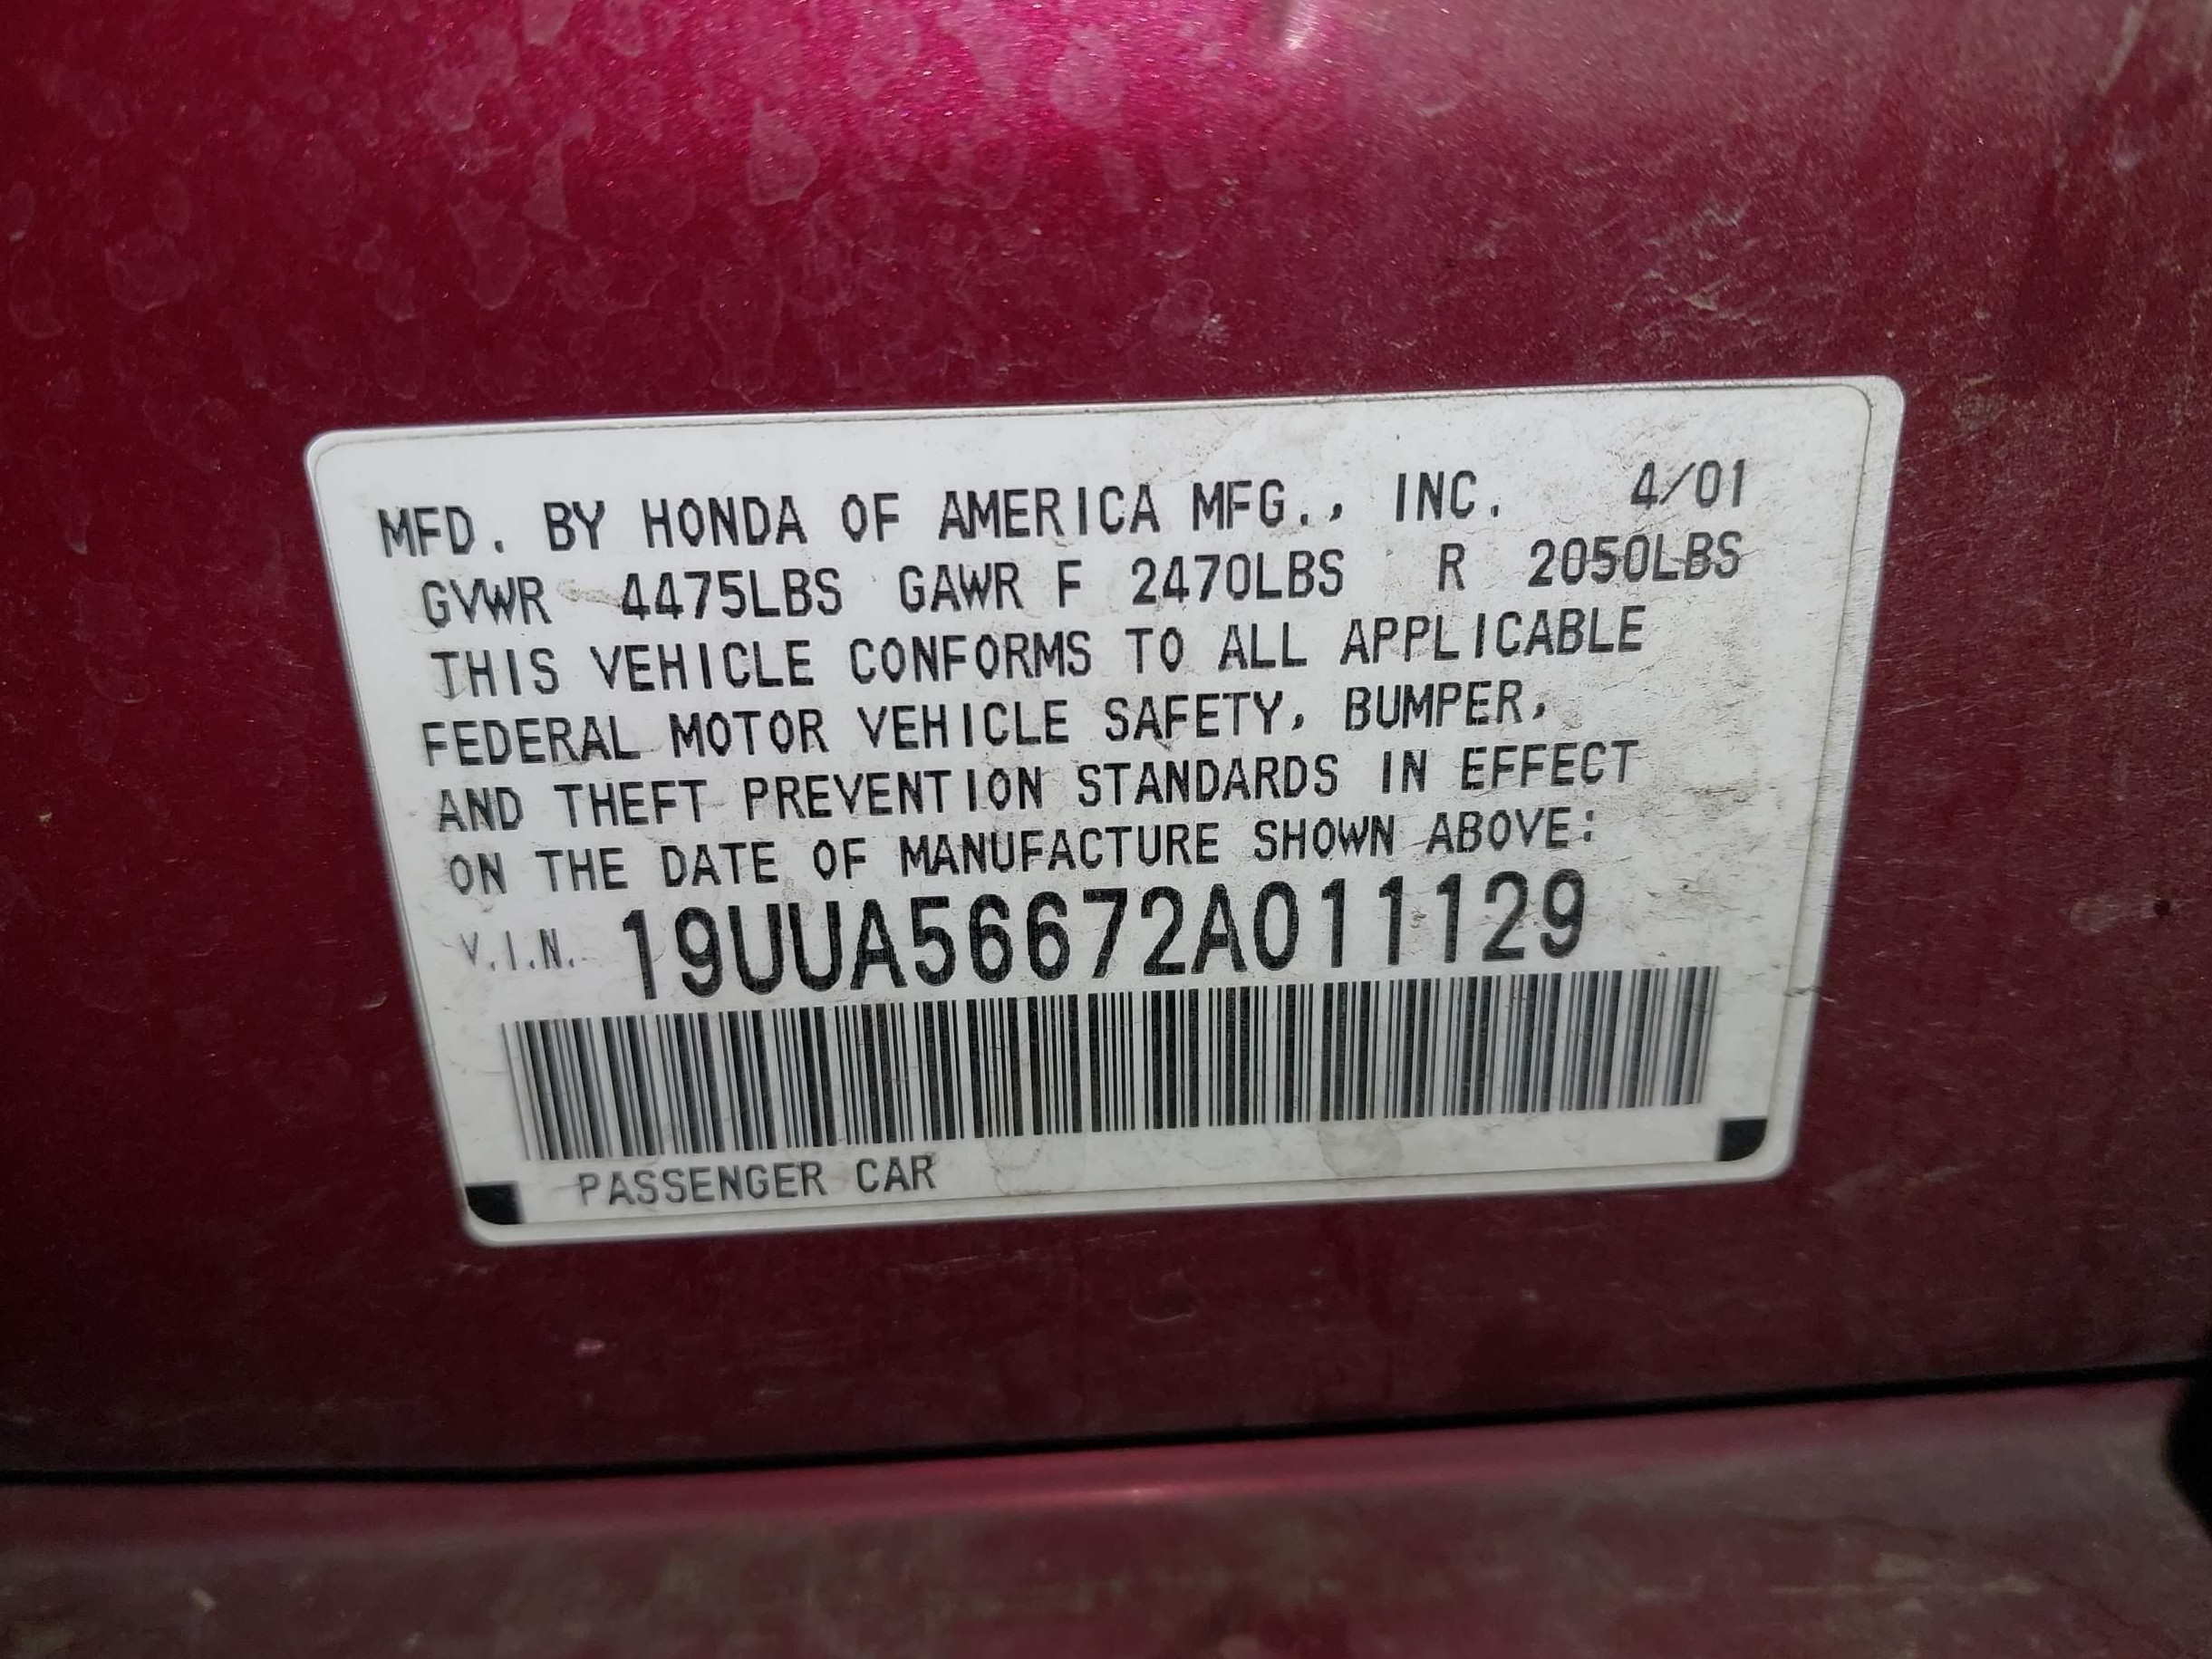 MFD. BY HONDA OF AMERICA MFG., INC. 4/01
GVWR 4475LBS GAWR F 2470LBS R 2050LBS
THIS VEHICLE CONFORMS TO ALL APPLICABLE
FEDERAL MOTOR VEHICLE SAFETY, BUMPER,
AND THEFT PREVENTION STANDARDS IN EFFECT
ON THE DATE OF MANUFACTURE SHOWN ABOVE:
V.I.N. 19UUA56672A011129
PASSENGER CAR